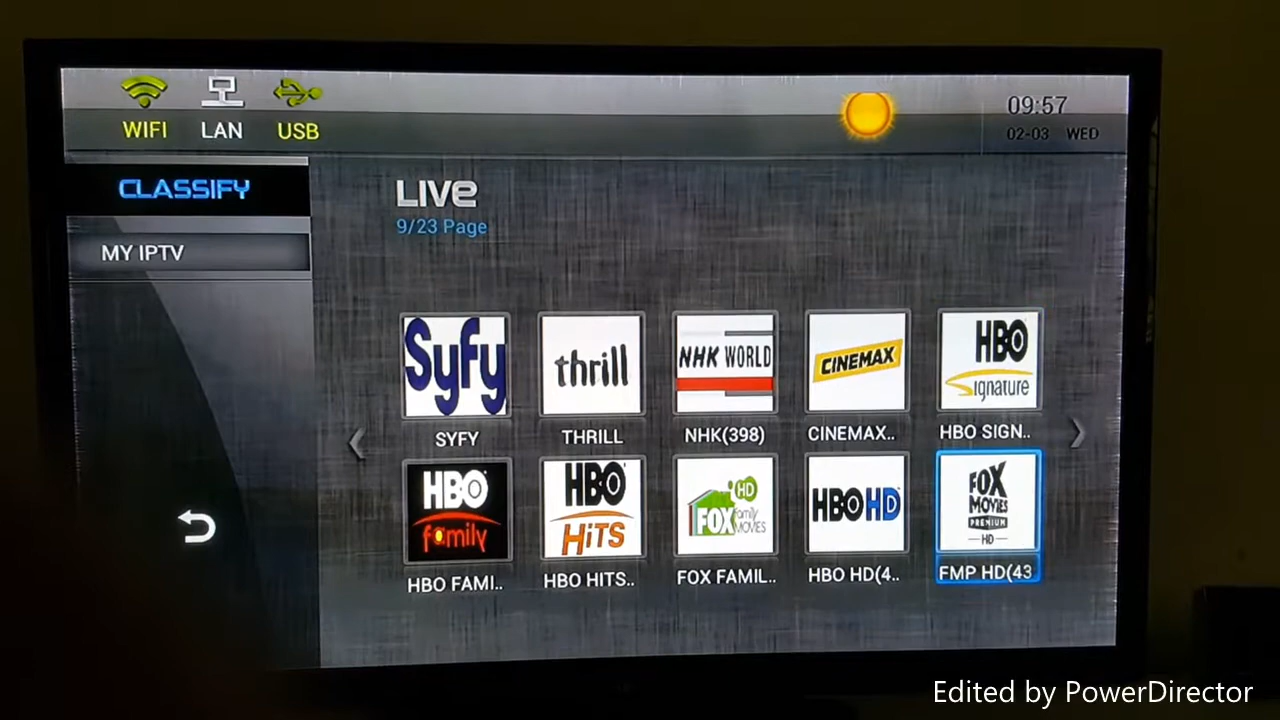 WIFI LAN USB
09:57
02-03 WED
CLASSIFY
MY IPTV
LIVE
9/23 Page
Syfy
thrill
NHK WORLD
CINEMAX
HBO
Signature
SYFY
THRILL
NHK(398)
CINEMAX..
HBO SIGN..
HBO
family
HBO
HITS
HD
FOX family
MOVIES
HBO HD
FOX
MOVIES
PREMIUM
HD
HBO FAMI..
HBO HITS..
FOX FAMIL..
HBO HD(4..
FMP HD(43
Edited by PowerDirector